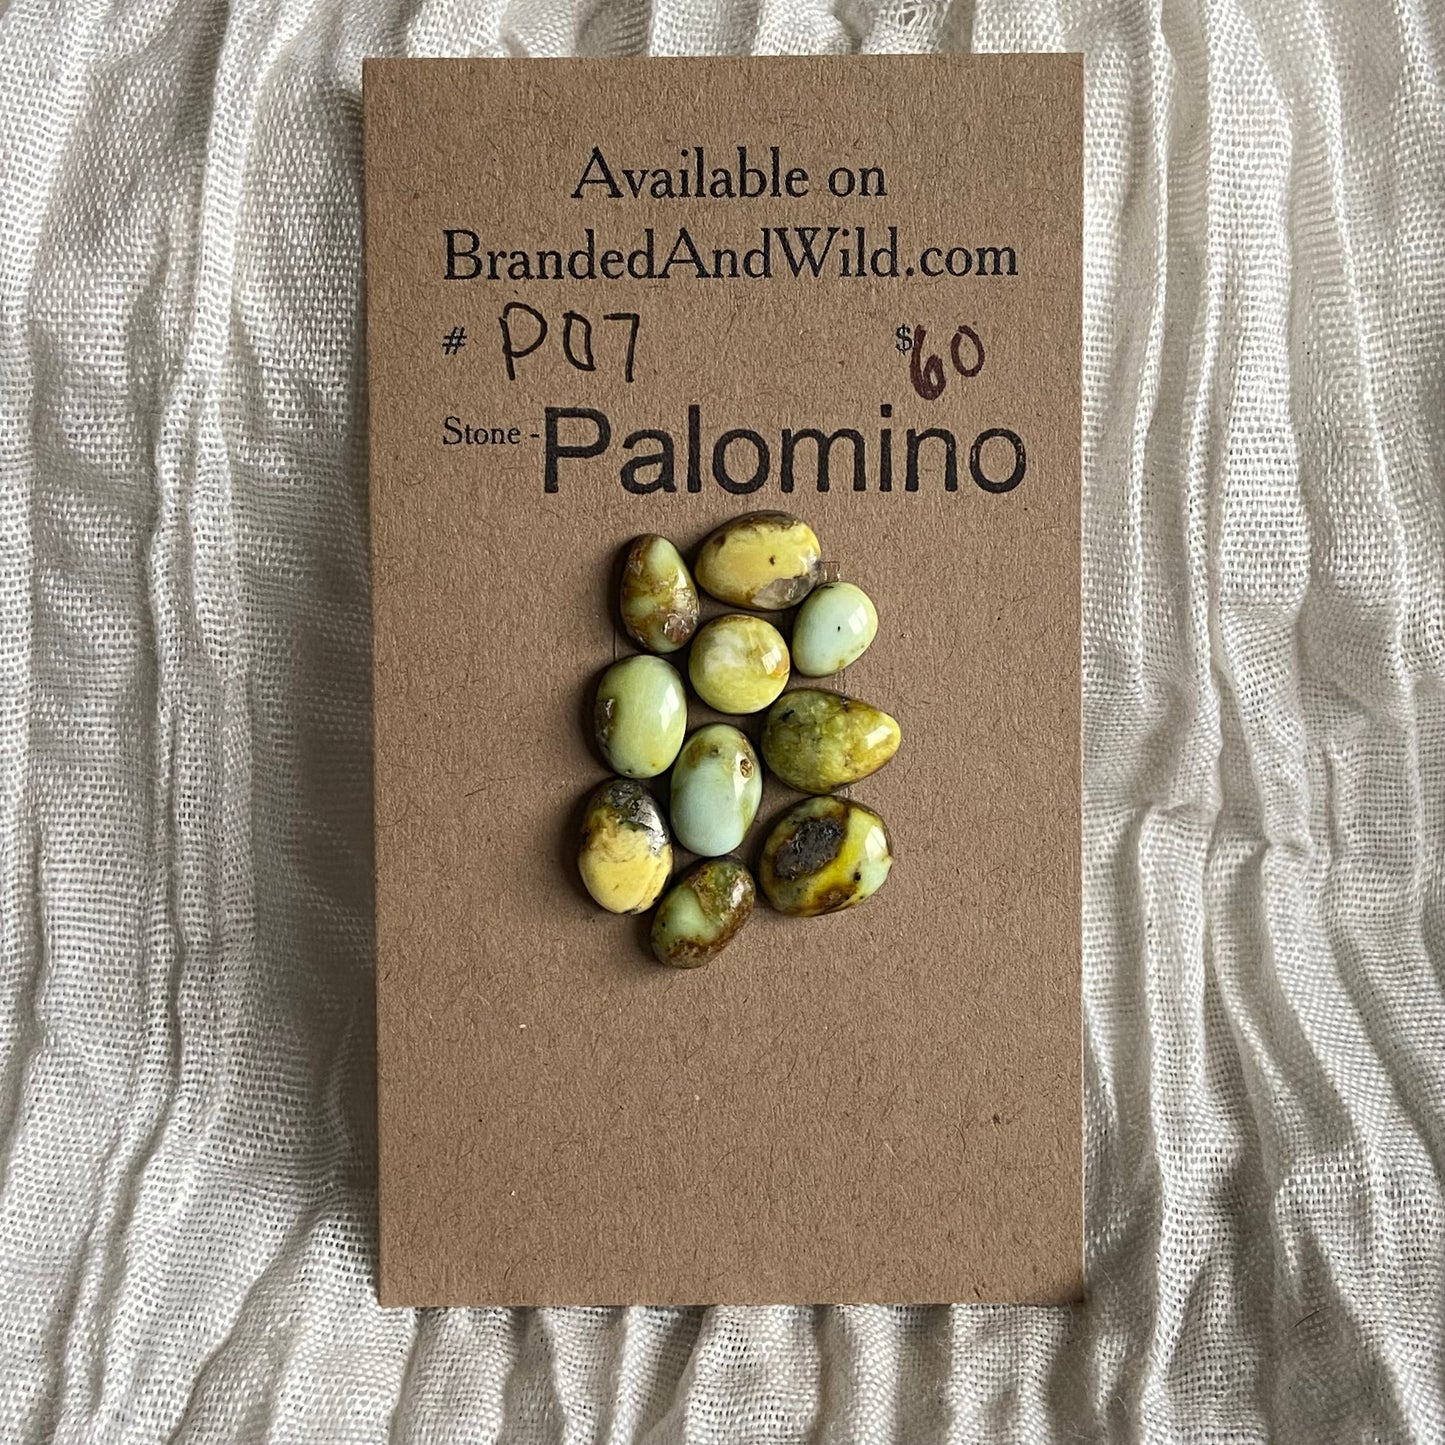 Available on
BrandedAndWild.com
# P07 $60
Stone - Palomino